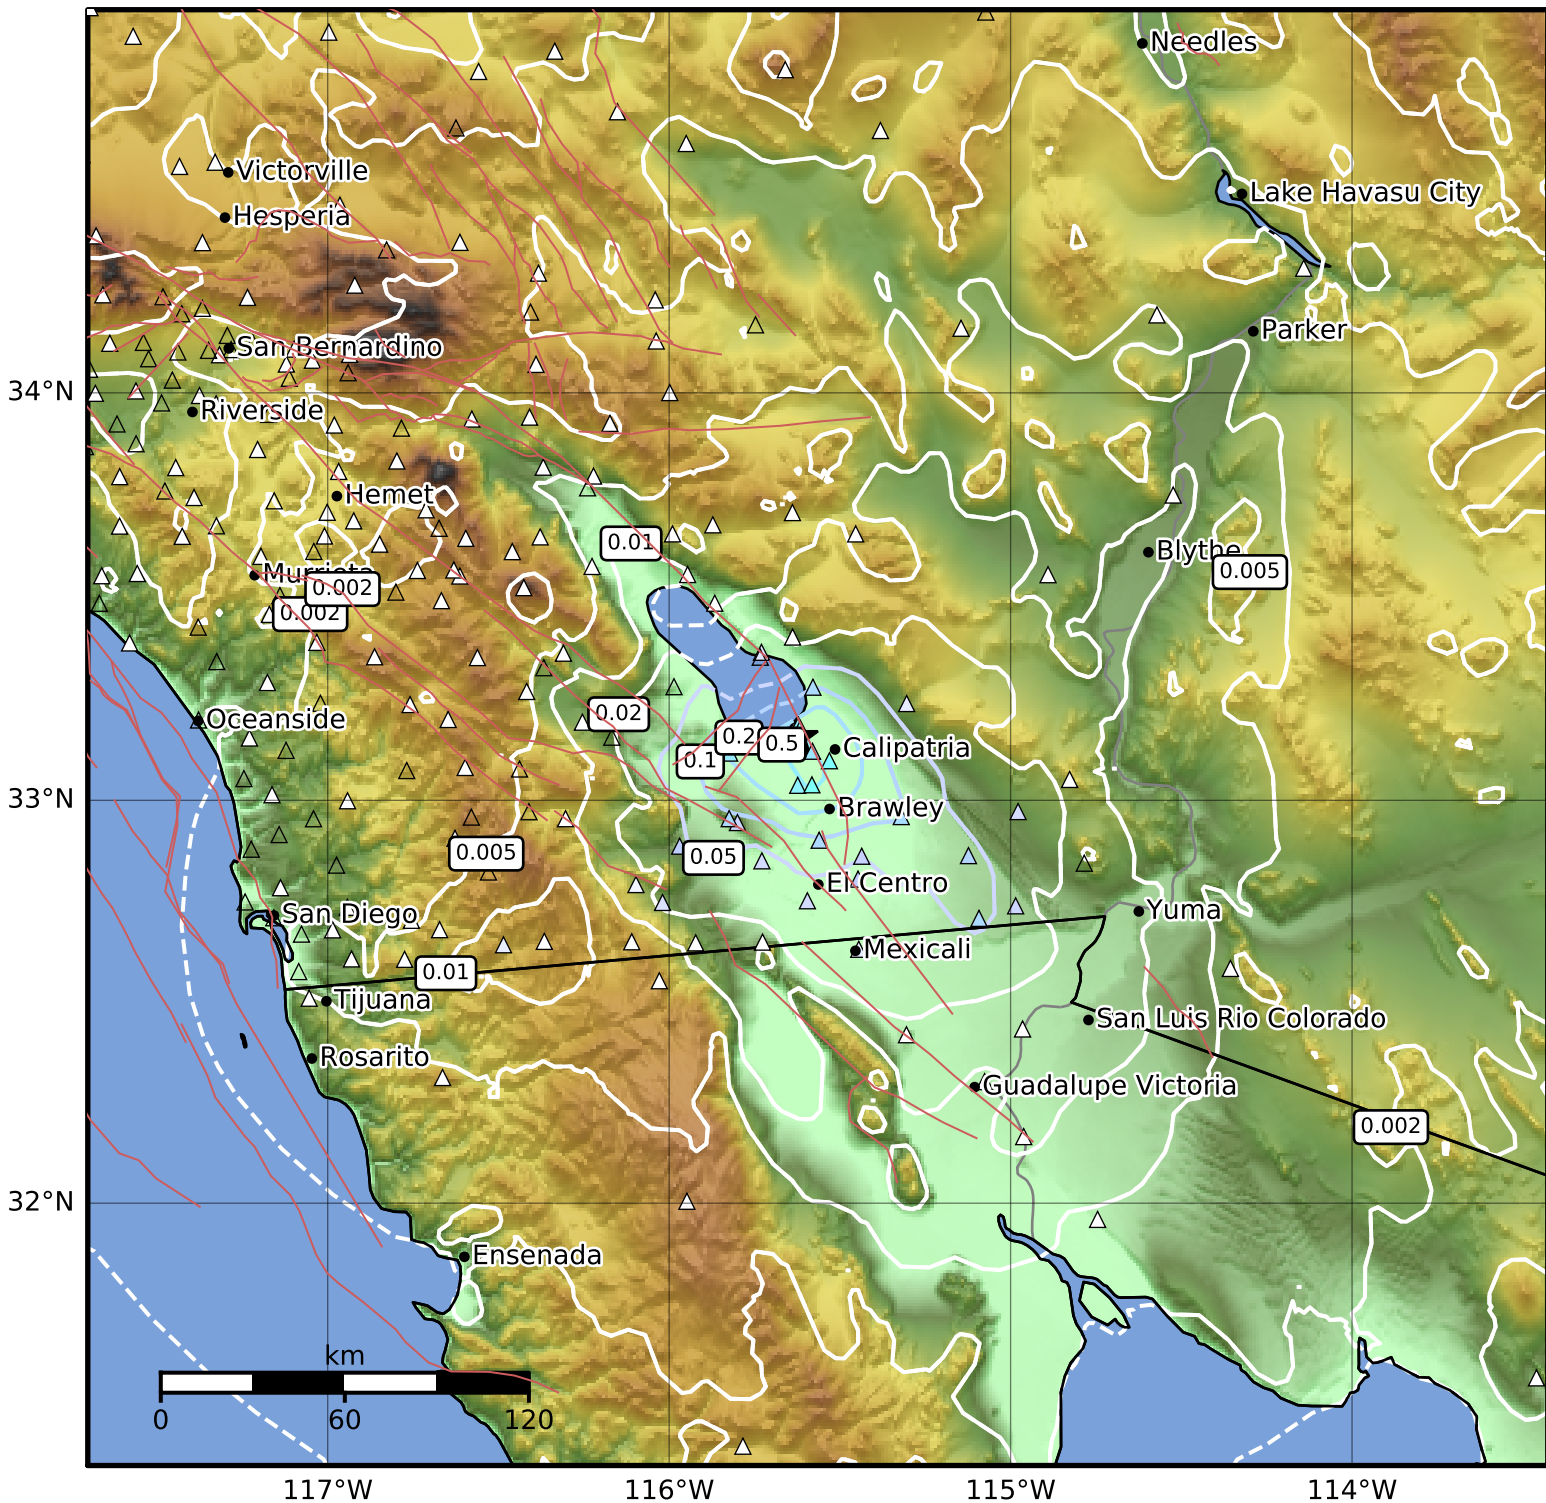 Needles
Victorville
Lake Havasu City
Hesperia
Parker
San Bernardino
34°N
Riverside
Hemet
0.01
Blythe
Murrieta
0.005
0.002
0.002
Oceanside
0.02
0.2
0.5
Calipatria
0.1
33°N
Brawley
0.005
0.05
El Centro
San Diego
Yuma
Mexicali
0.01
Tijuana
San Luis Rio Colorado
Rosarito
Guadalupe Victoria
0.002
32°N
Ensenada
km
0
60
120
117°W
116°W
115°W
114°W